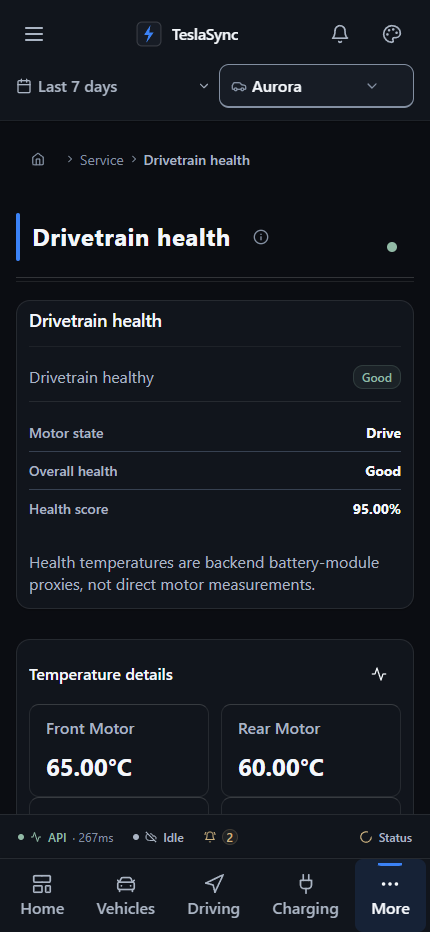 TeslaSync
Last 7 days
Aurora
Service
Drivetrain health
Drivetrain health
Drivetrain health
Drivetrain healthy
Good
Motor state
Drive
Overall health
Good
Health score
95.00%
Health temperatures are backend battery-module
proxies, not direct motor measurements.
Temperature details
Front Motor
65.00°C
Rear Motor
60.00°C
API · 267ms
Idle
2
Status
Home
Vehicles
Driving
Charging
More